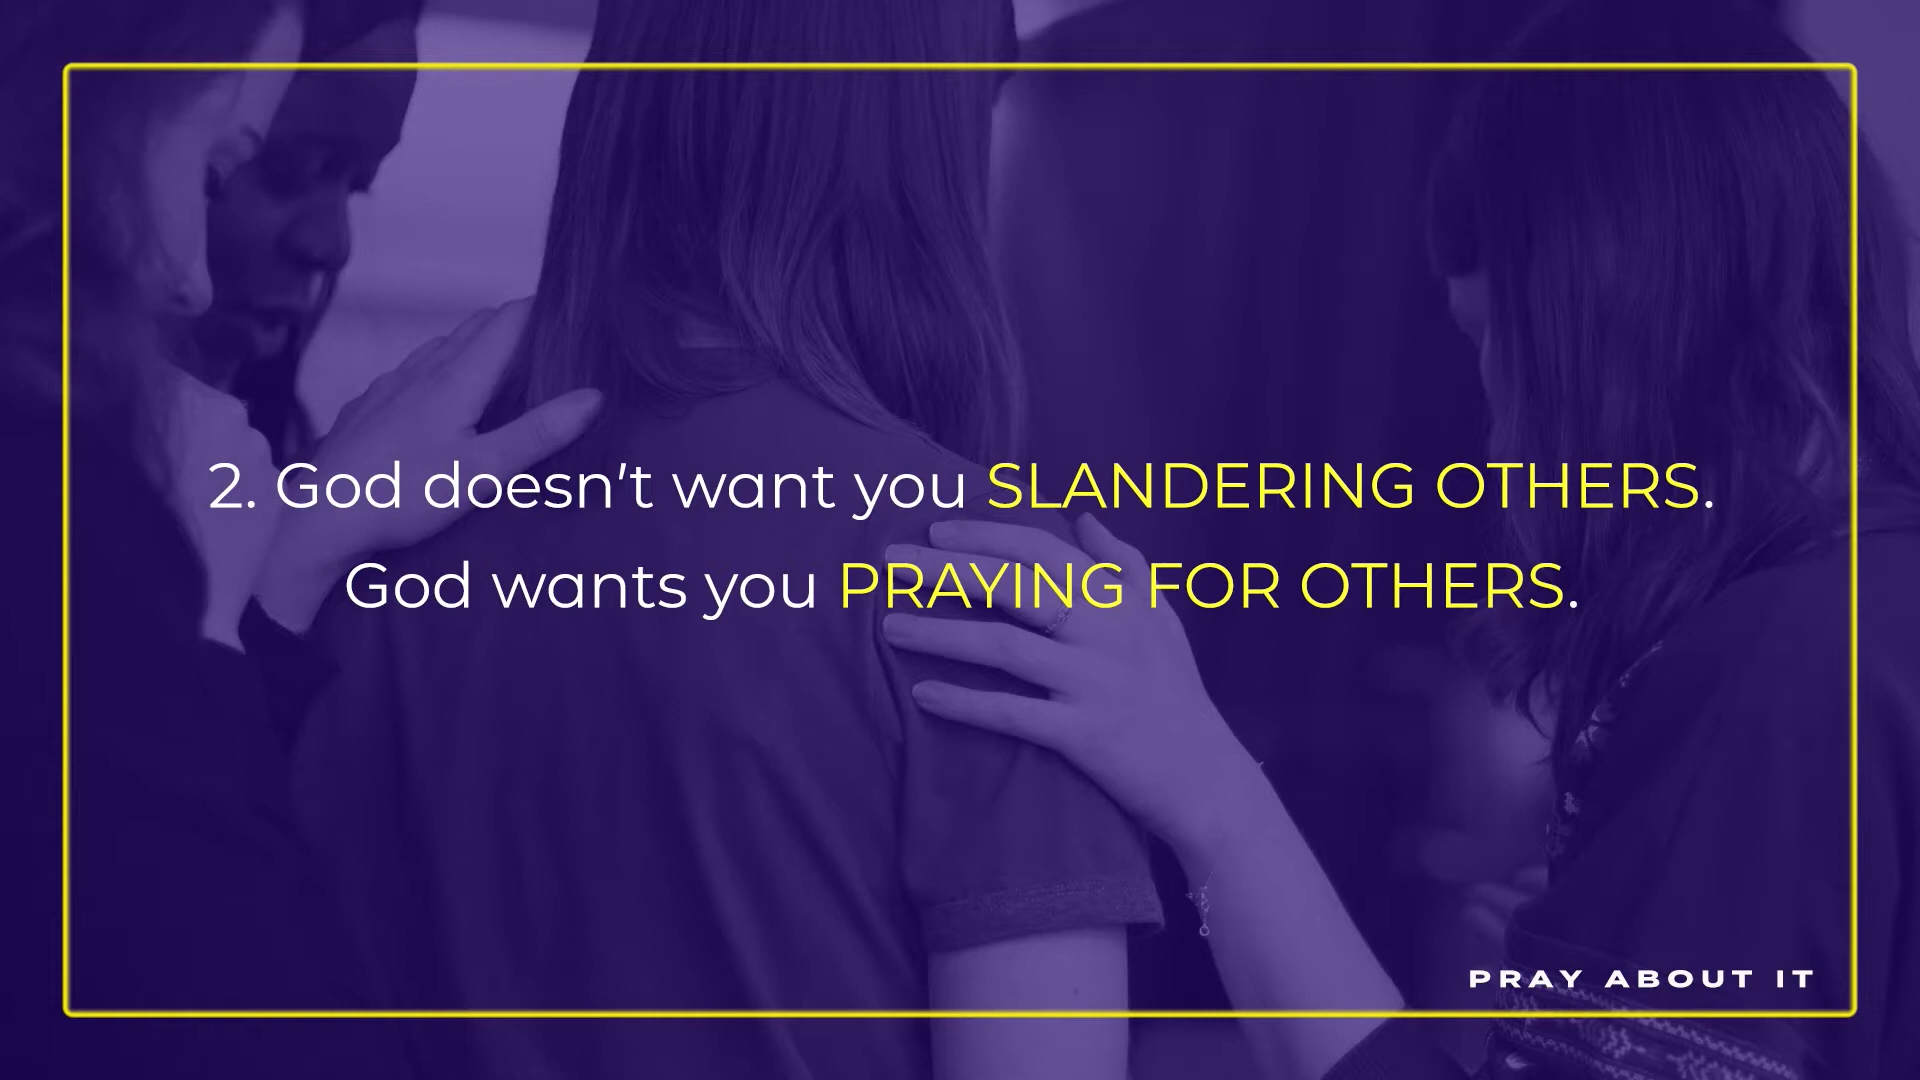 2. God doesn't want you SLANDERING OTHERS.
God wants you PRAYING FOR OTHERS.
PRAY ABOUT IT